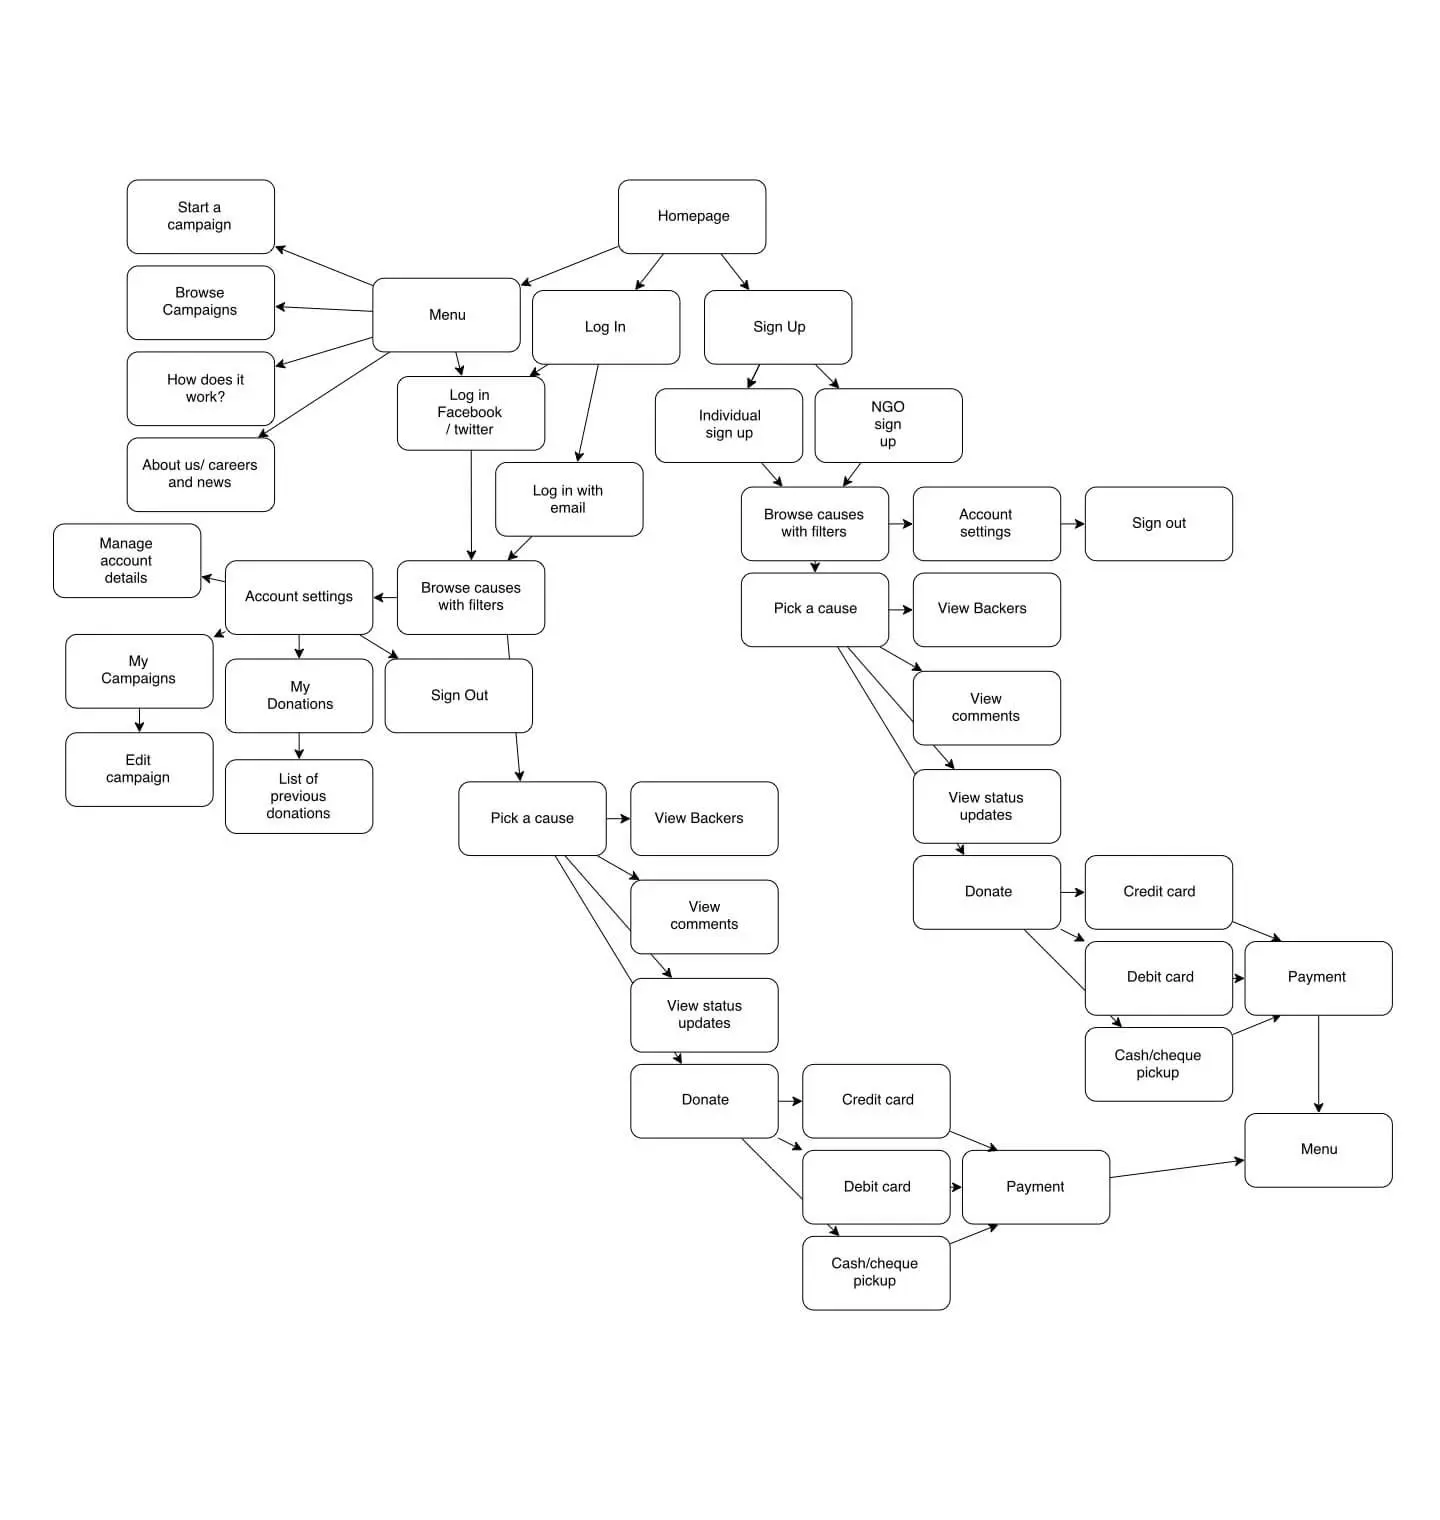 Homepage
Start a
campaign
Browse
Campaigns
How does it
work?
About us/ careers
and news
Menu
Log In
Sign Up
Log in
Facebook
/ twitter
Log in with
email
Individual
sign up
NGO
sign
up
Browse causes
with filters
Account
settings
Sign out
Pick a cause
View Backers
View
comments
View status
updates
Donate
Credit card
Debit card
Cash/cheque
pickup
Payment
Menu
Manage
account
details
Account settings
Browse causes
with filters
My
Campaigns
My
Donations
Sign Out
Edit
campaign
List of
previous
donations
Pick a cause
View Backers
View
comments
View status
updates
Donate
Credit card
Debit card
Payment
Cash/cheque
pickup